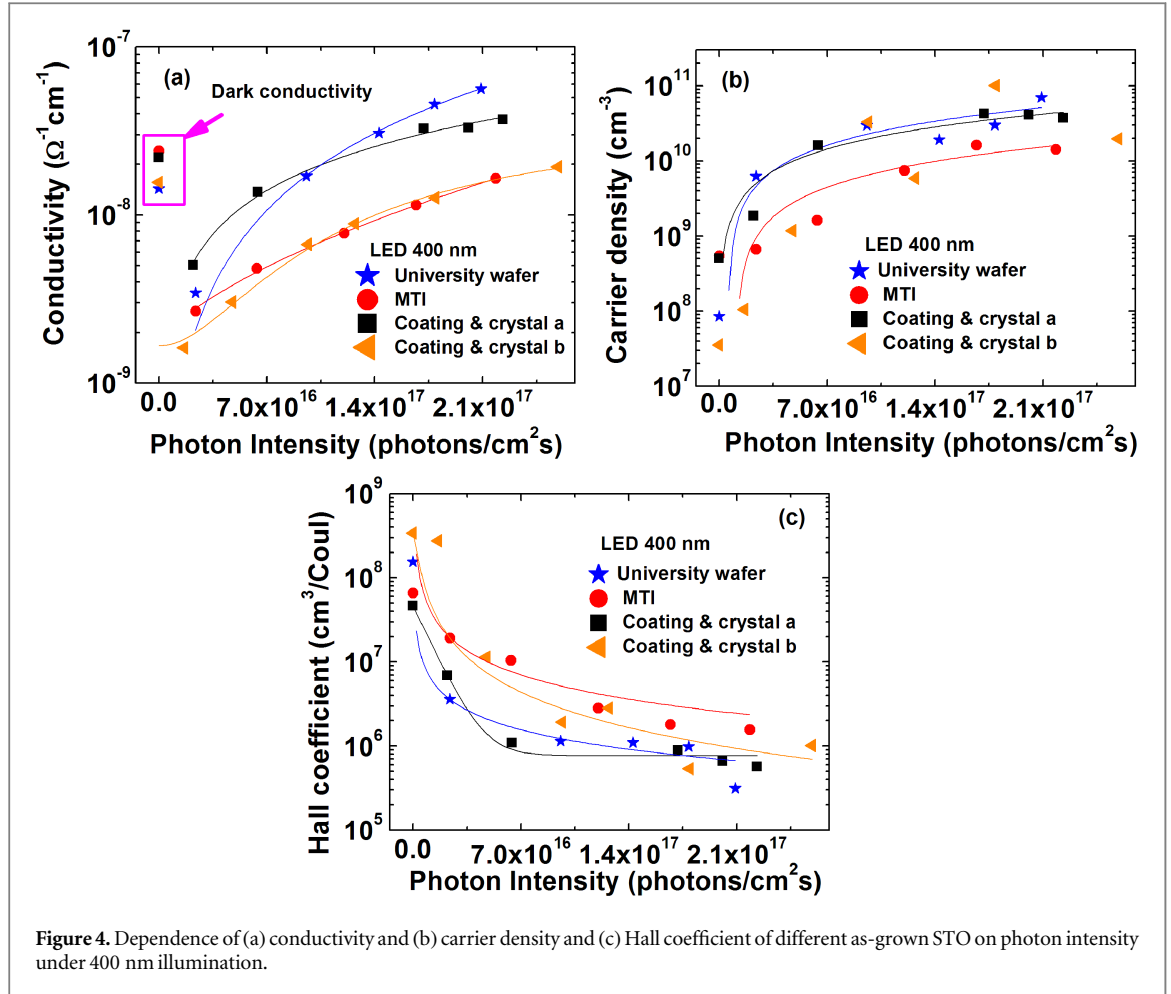 (a)
Dark conductivity
10⁻⁷
10⁻⁸
10⁻⁹
Conductivity (Ω⁻¹cm⁻¹)
LED 400 nm
University wafer
MTI
Coating & crystal a
Coating & crystal b
0.0 7.0x10¹⁶ 1.4x10¹⁷ 2.1x10¹⁷
Photon Intensity (photons/cm²s)
(b)
10¹¹
10¹⁰
10⁹
10⁸
10⁷
Carrier density (cm⁻³)
LED 400 nm
University wafer
MTI
Coating & crystal a
Coating & crystal b
0.0 7.0x10¹⁶ 1.4x10¹⁷ 2.1x10¹⁷
Photon Intensity (photons/cm²s)
(c)
10⁹
10⁸
10⁷
10⁶
10⁵
Hall coefficient (cm³/Coul)
LED 400 nm
University wafer
MTI
Coating & crystal a
Coating & crystal b
0.0 7.0x10¹⁶ 1.4x10¹⁷ 2.1x10¹⁷
Photon Intensity (photons/cm²s)
Figure 4. Dependence of (a) conductivity and (b) carrier density and (c) Hall coefficient of different as-grown STO on photon intensity
under 400 nm illumination.